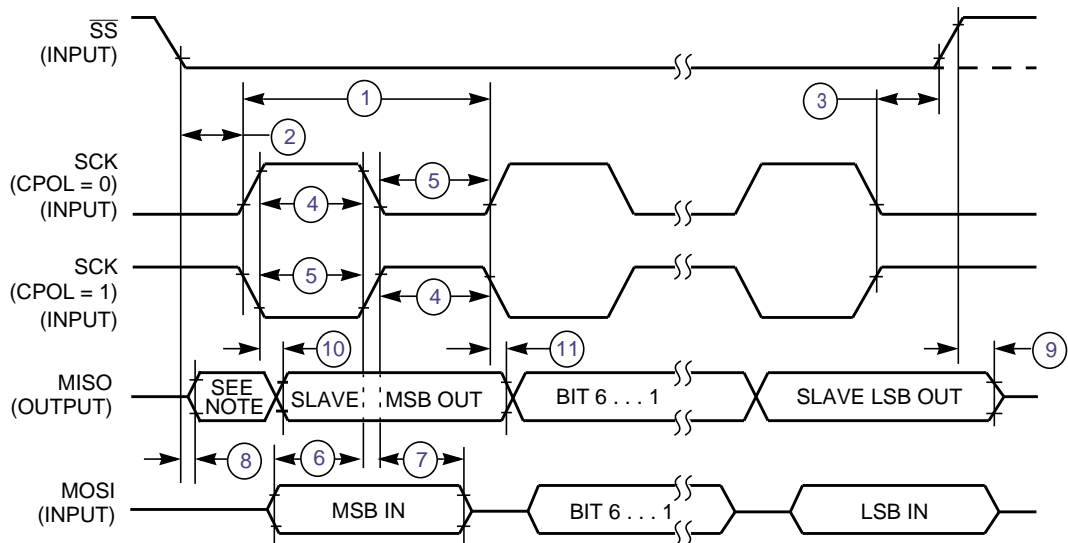 SS
(INPUT)
1
3
2
SCK
(CPOL = 0)
(INPUT)
5
4
SCK
(CPOL = 1)
(INPUT)
5
4
10
11
9
MISO
(OUTPUT)
SEE
NOTE
SLAVE
MSB OUT
BIT 6 . . . 1
SLAVE LSB OUT
8
6
7
MOSI
(INPUT)
MSB IN
BIT 6 . . . 1
LSB IN